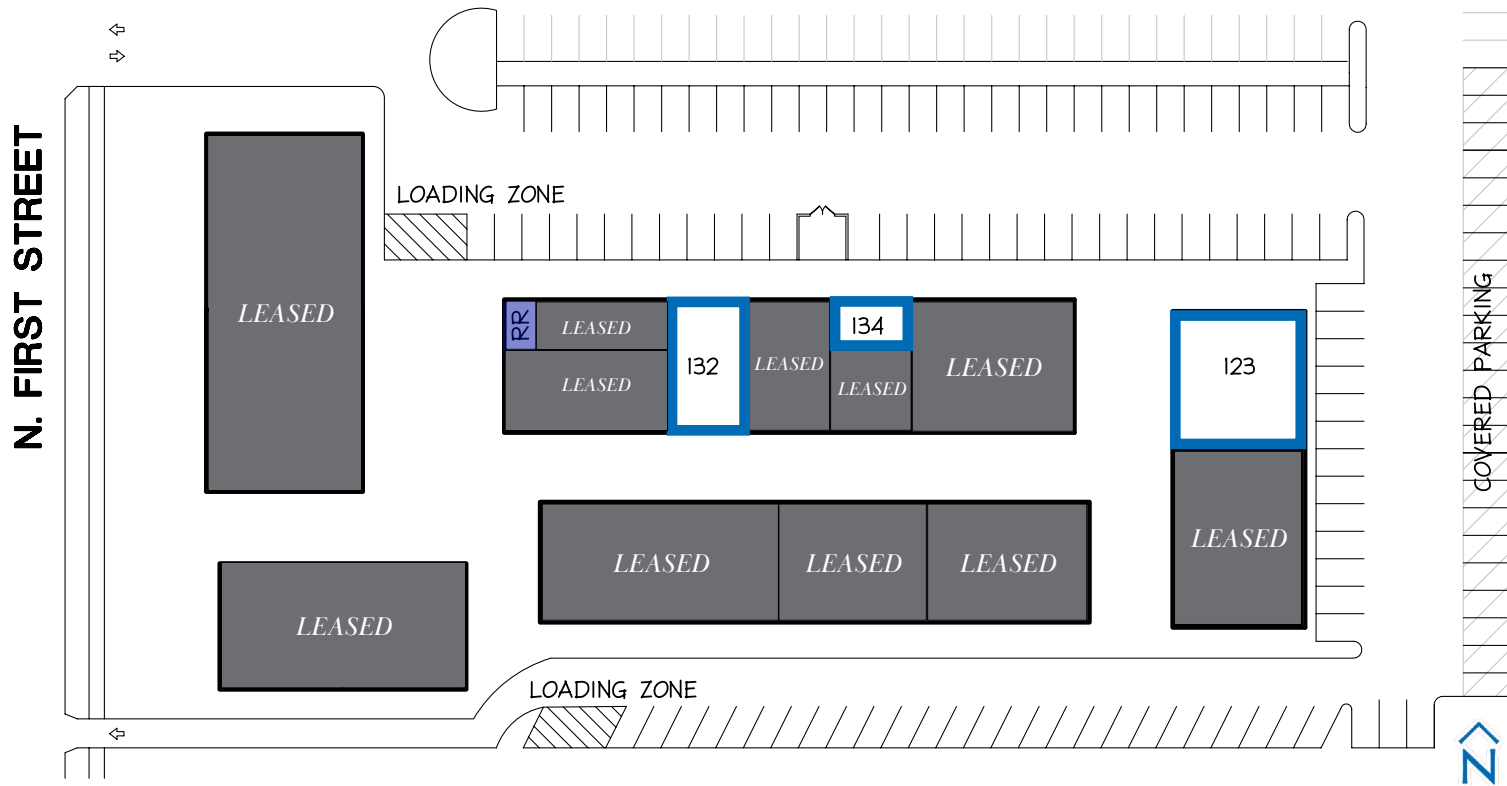 N. FIRST STREET
LOADING ZONE
LEASED
RR
LEASED
LEASED
132
LEASED
134
LEASED
LEASED
123
LEASED
COVERED PARKING
LEASED
LEASED
LEASED
LEASED
LOADING ZONE
N